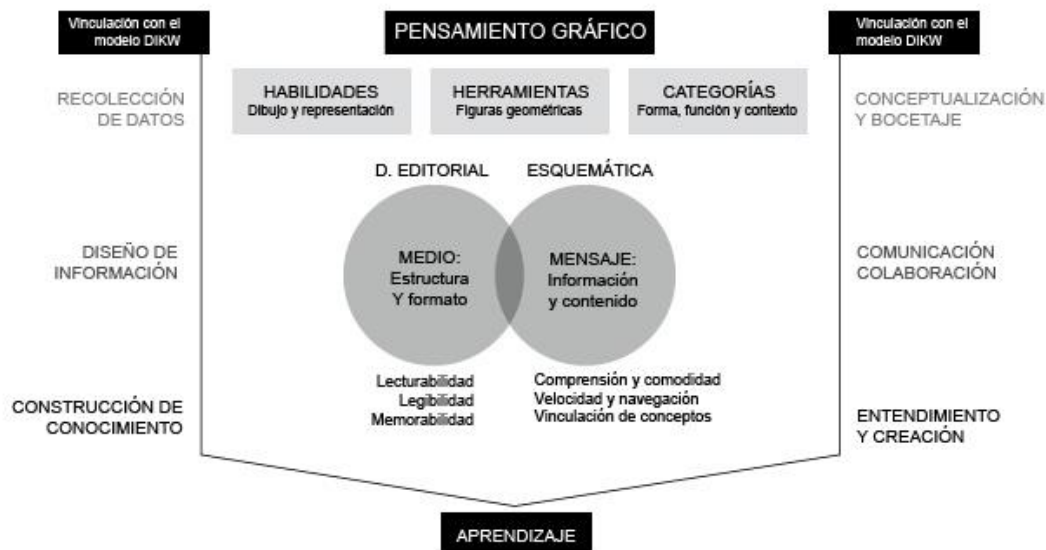 Vinculación con el
modelo DIKW
PENSAMIENTO GRÁFICO
Vinculación con el
modelo DIKW
RECOLECCIÓN
DE DATOS
HABILIDADES
Dibujo y representación
HERRAMIENTAS
Figuras geométricas
CATEGORÍAS
Forma, función y contexto
CONCEPTUALIZACIÓN
Y BOCETAJE
D. EDITORIAL
ESQUEMÁTICA
DISEÑO DE
INFORMACIÓN
MEDIO:
Estructura
Y formato
MENSAJE:
Información
y contenido
COMUNICACIÓN
COLABORACIÓN
CONSTRUCCIÓN DE
CONOCIMIENTO
Lecturabilidad
Legibilidad
Memorabilidad
Comprensión y comodidad
Velocidad y navegación
Vinculación de conceptos
ENTENDIMIENTO
Y CREACIÓN
APRENDIZAJE